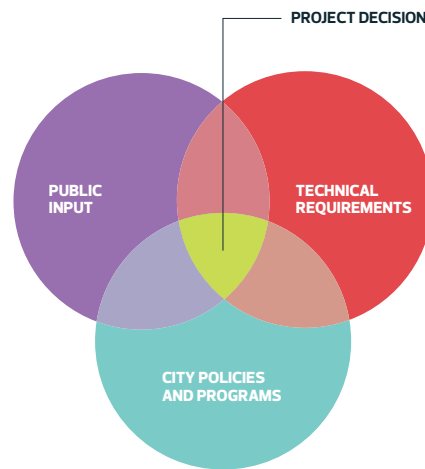 PROJECT DECISION
PUBLIC
INPUT
TECHNICAL
REQUIREMENTS
CITY POLICIES
AND PROGRAMS